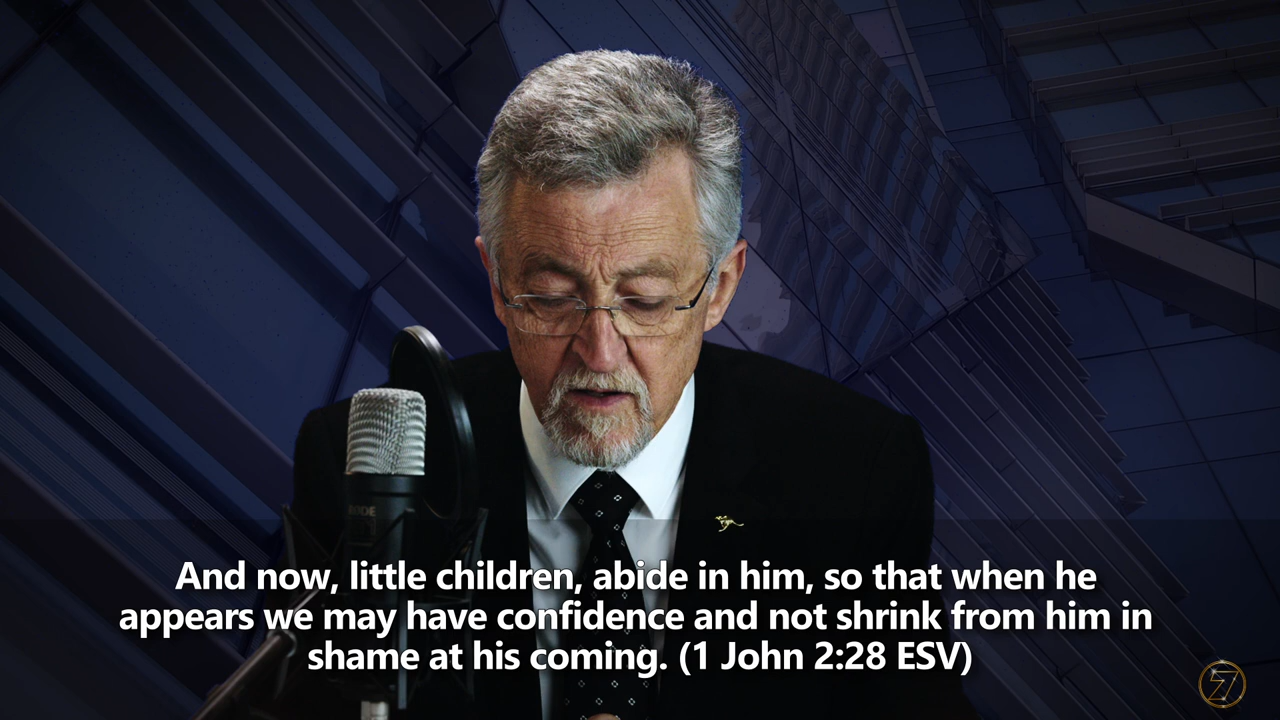 RODE
And now, little children, abide in him, so that when he
appears we may have confidence and not shrink from him in
shame at his coming. (1 John 2:28 ESV)